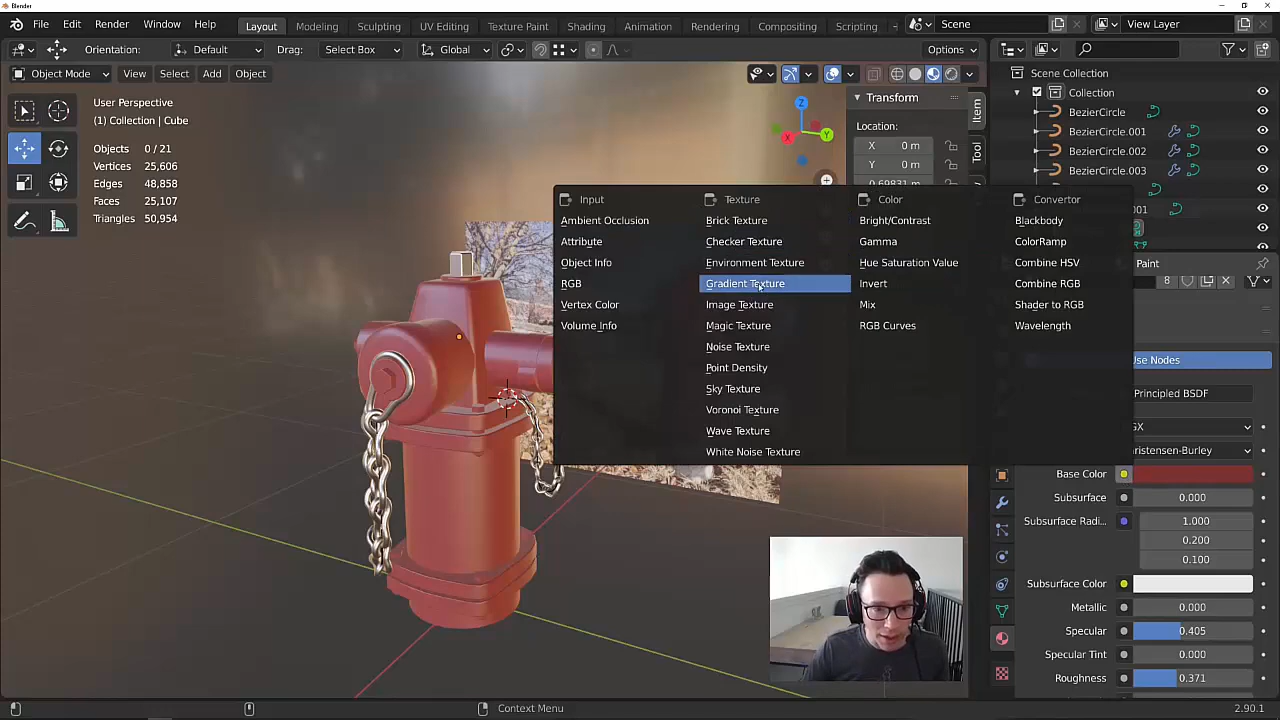 Blender
File Edit Render Window Help
Layout Modeling Sculpting UV Editing Texture Paint Shading Animation Rendering Compositing Scripting
Scene
View Layer
Orientation: Default Drag: Select Box Global Options
Object Mode View Select Add Object
User Perspective
(1) Collection | Cube
Objects 0 / 21
Vertices 25,606
Edges 48,858
Faces 25,107
Triangles 50,954
Z
Y
X
Transform
Location:
X 0 m
Y 0 m
0.69831 m
Item
Tool
Scene Collection
Collection
BezierCircle
BezierCircle.001
BezierCircle.002
BezierCircle.003
Input
Ambient Occlusion
Attribute
Object Info
RGB
Vertex Color
Volume Info
Texture
Brick Texture
Checker Texture
Environment Texture
Gradient Texture
Image Texture
Magic Texture
Noise Texture
Point Density
Sky Texture
Voronoi Texture
Wave Texture
White Noise Texture
Color
Bright/Contrast
Gamma
Hue Saturation Value
Invert
Mix
RGB Curves
Convertor
Blackbody
ColorRamp
Combine HSV
Combine RGB
Shader to RGB
Wavelength
Paint
8
Use Nodes
Principled BSDF
GX
Christensen-Burley
Base Color
Subsurface 0.000
Subsurface Radi... 1.000
0.200
0.100
Subsurface Color
Metallic 0.000
Specular 0.405
Specular Tint 0.000
Roughness 0.371
Context Menu
2.90.1